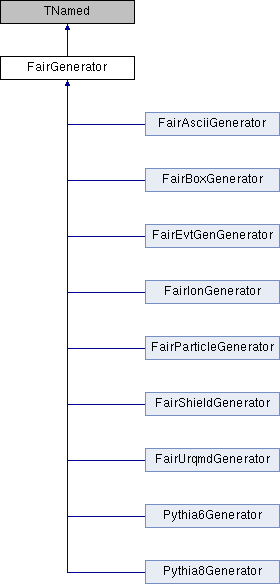 TNamed
FairGenerator
FairAsciiGenerator
FairBoxGenerator
FairEvtGenGenerator
FairIonGenerator
FairParticleGenerator
FairShieldGenerator
FairUrqmdGenerator
Pythia6Generator
Pythia8Generator